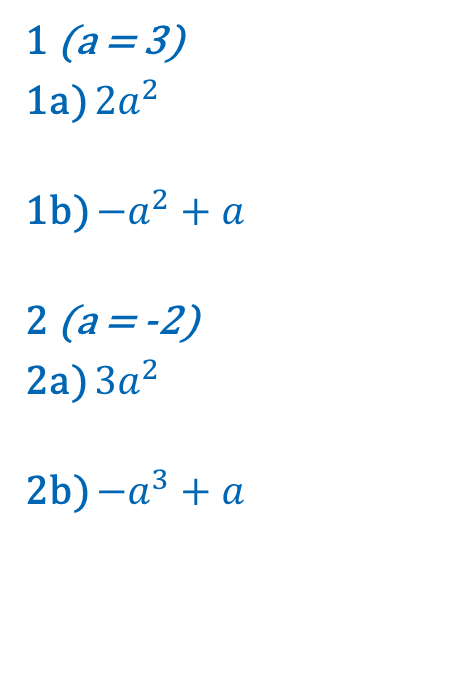 1 (a = 3)
1a) 2a²
1b) −a² + a
2 (a = -2)
2a) 3a²
2b) −a³ + a